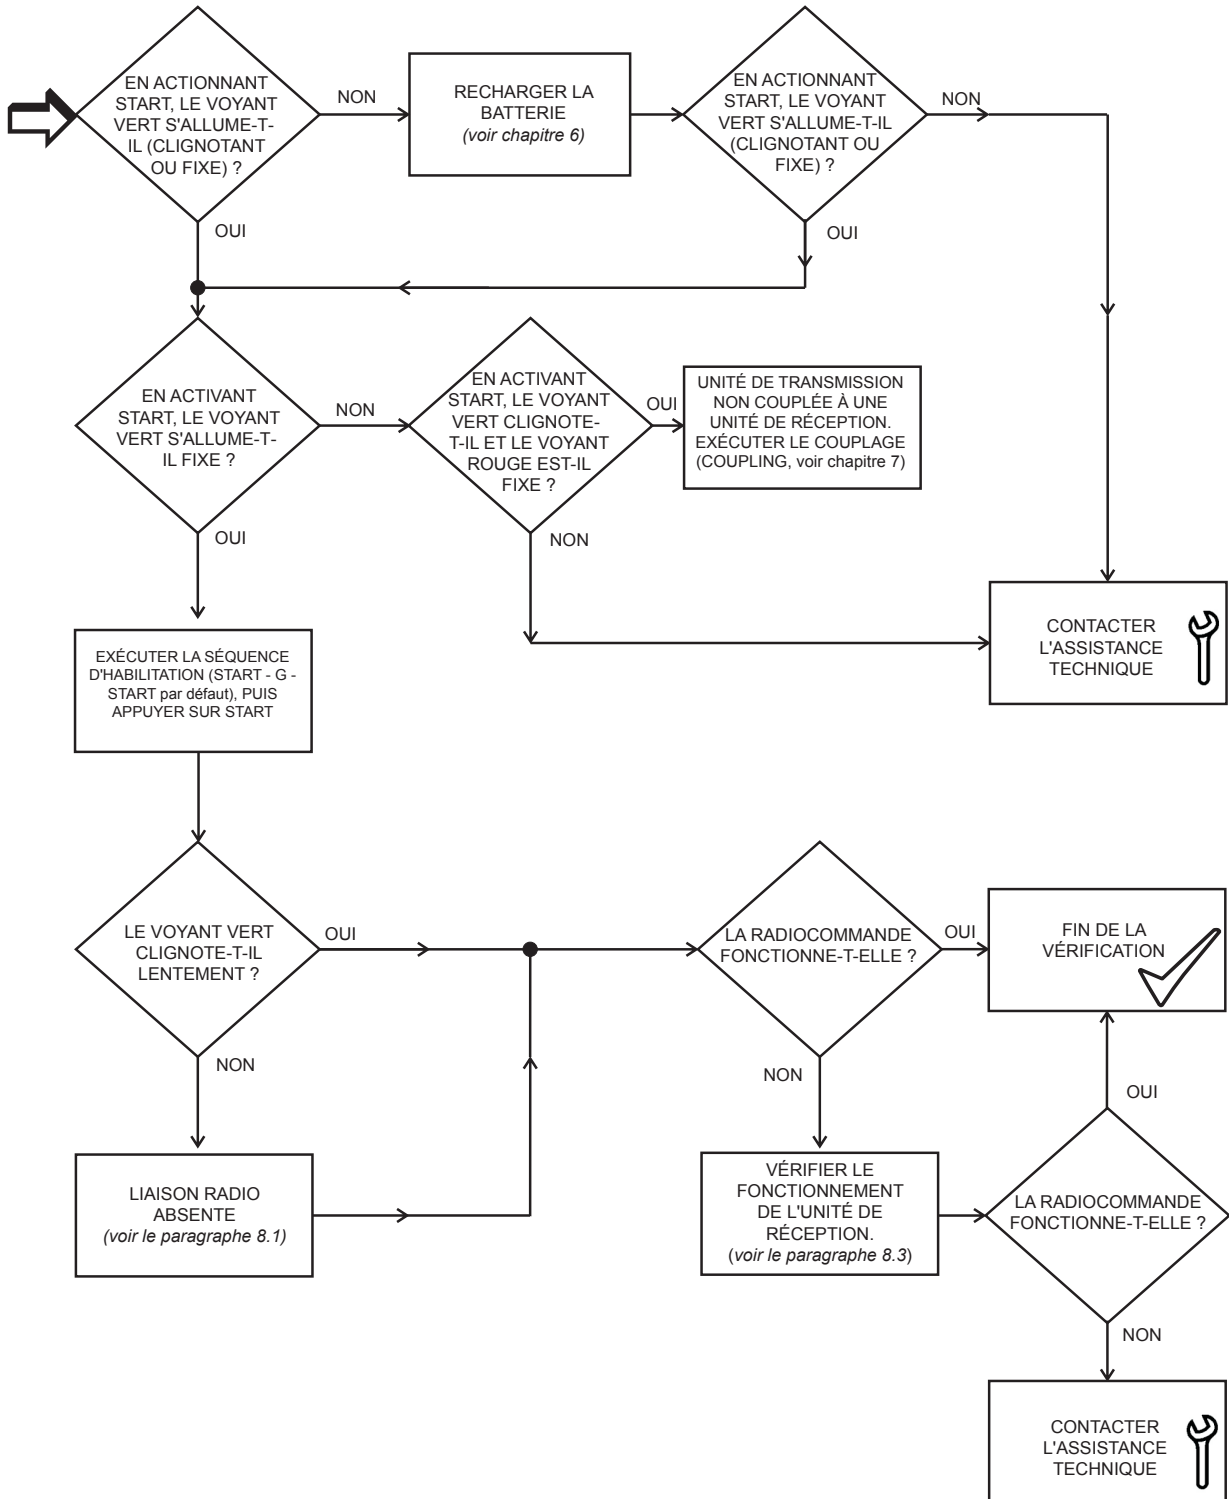 EN ACTIONNANT
START, LE VOYANT
VERT S'ALLUME-T-
IL (CLIGNOTANT
OU FIXE) ?
NON
RECHARGER LA
BATTERIE
(voir chapitre 6)
EN ACTIONNANT
START, LE VOYANT
VERT S'ALLUME-T-IL
(CLIGNOTANT OU
FIXE) ?
NON
OUI
OUI
EN ACTIVANT
START, LE VOYANT
VERT S'ALLUME-T-
IL FIXE ?
NON
EN ACTIVANT
START, LE VOYANT
VERT CLIGNOTE-
T-IL ET LE VOYANT
ROUGE EST-IL
FIXE ?
OUI
UNITÉ DE TRANSMISSION
NON COUPLÉE À UNE
UNITÉ DE RÉCEPTION.
EXÉCUTER LE COUPLAGE
(COUPLING, voir chapitre 7)
OUI
NON
EXÉCUTER LA SÉQUENCE
D'HABILITATION (START - G -
START par défaut), PUIS
APPUYER SUR START
CONTACTER
L'ASSISTANCE
TECHNIQUE
LE VOYANT VERT
CLIGNOTE-T-IL
LENTEMENT ?
OUI
LA RADIOCOMMANDE
FONCTIONNE-T-ELLE ?
OUI
FIN DE LA
VÉRIFICATION
NON
NON
OUI
LIAISON RADIO
ABSENTE
(voir le paragraphe 8.1)
VÉRIFIER LE
FONCTIONNEMENT
DE L'UNITÉ DE
RÉCEPTION.
(voir le paragraphe 8.3)
LA RADIOCOMMANDE
FONCTIONNE-T-ELLE ?
NON
CONTACTER
L'ASSISTANCE
TECHNIQUE